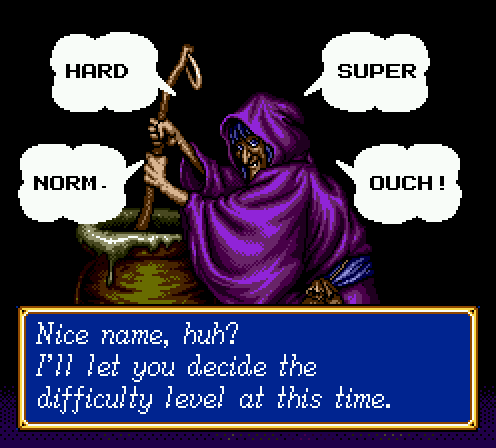 HARD
SUPER
NORM.
OUCH!
Nice name, huh?
I'll let you decide the
difficulty level at this time.